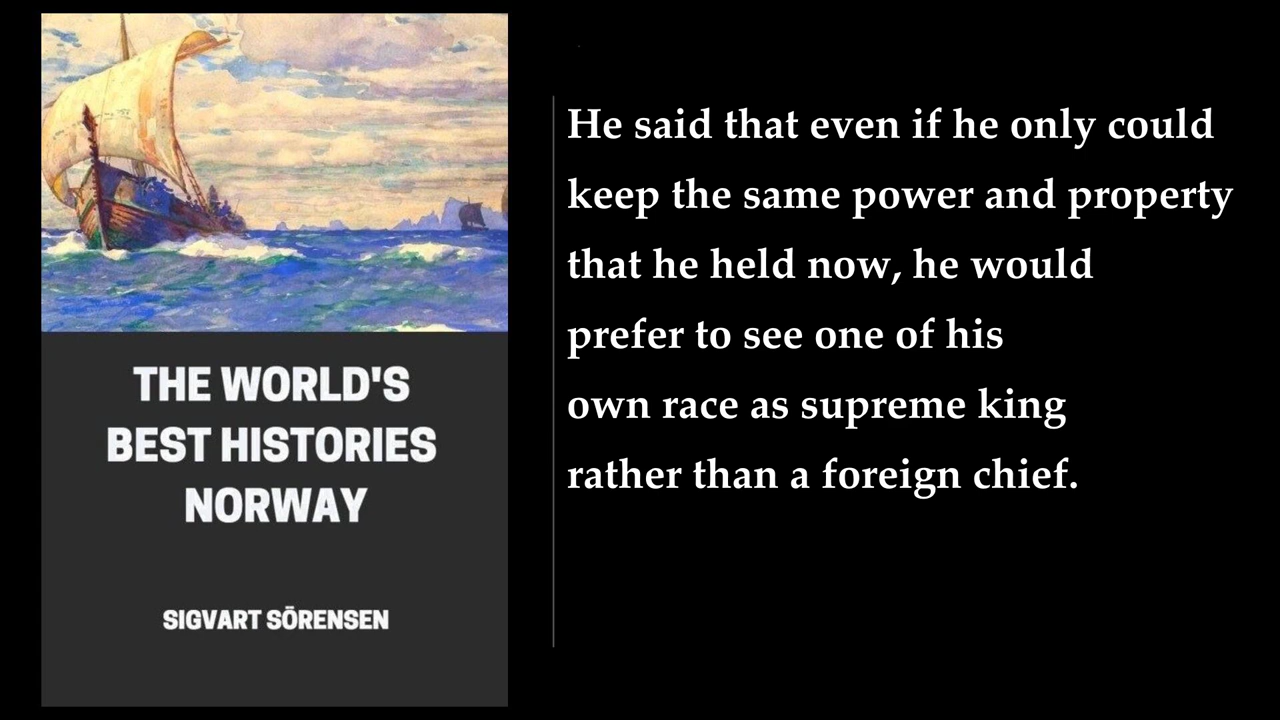 THE WORLD'S
BEST HISTORIES
NORWAY
SIGVART SÖRENSEN
He said that even if he only could
keep the same power and property
that he held now, he would
prefer to see one of his
own race as supreme king
rather than a foreign chief.